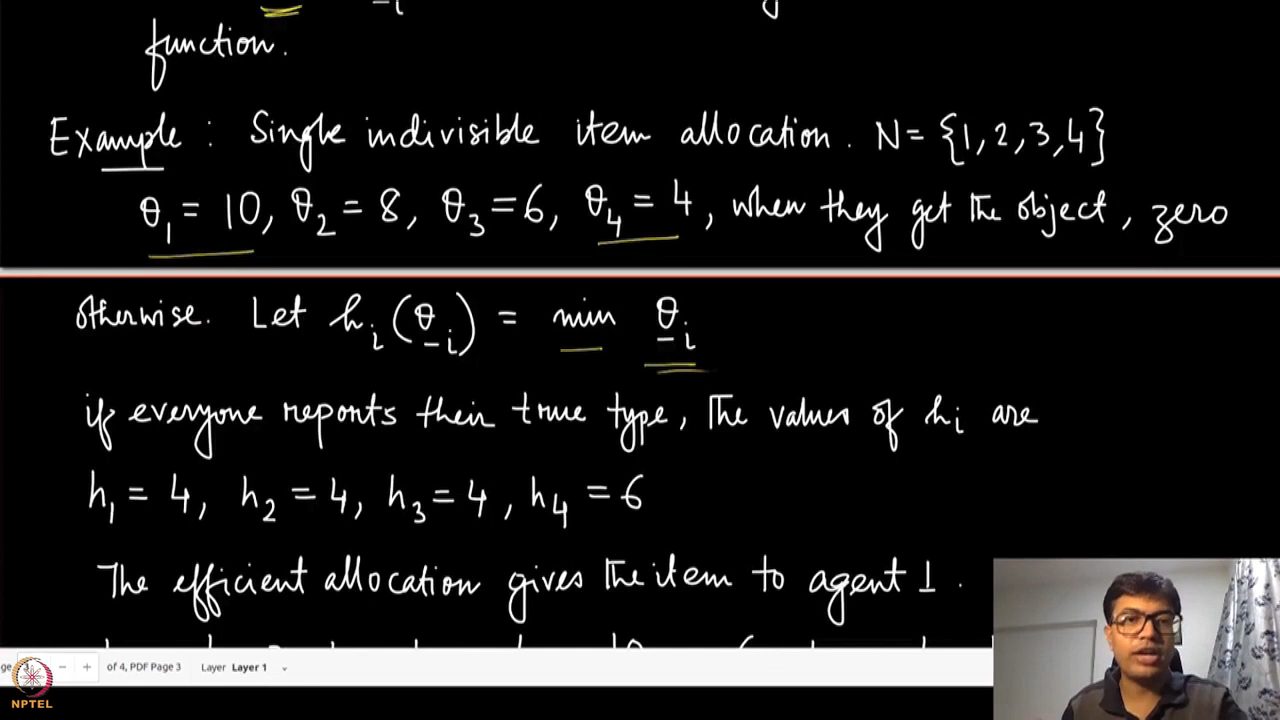 function.
Example : Single indivisible item allocation. N = {1, 2, 3, 4}
θ₁ = 10, θ₂ = 8, θ₃ = 6, θ₄ = 4, when they get the object, zero
otherwise. Let hᵢ(θ₋ᵢ) = min θ₋ᵢ
if everyone reports their true type, the values of hᵢ are
h₁ = 4, h₂ = 4, h₃ = 4, h₄ = 6
The efficient allocation gives the item to agent 1.
of 4, PDF Page 3 Layer Layer 1
NPTEL